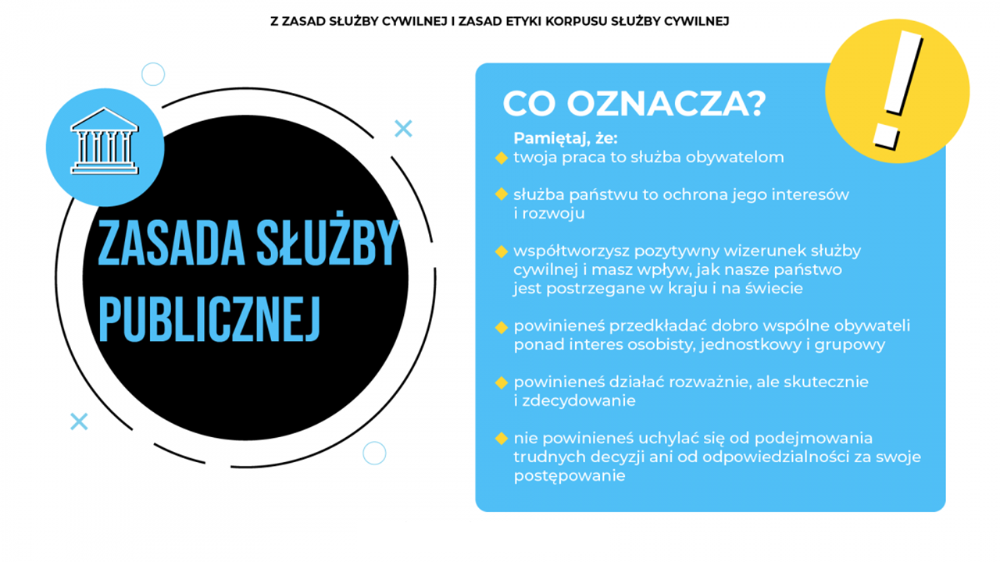 Z ZASAD SŁUŻBY CYWILNEJ I ZASAD ETYKI KORPUSU SŁUŻBY CYWILNEJ
ZASADA SŁUŻBY
PUBLICZNEJ
CO OZNACZA?
Pamiętaj, że:
twoja praca to służba obywatelom
służba państwu to ochrona jego interesów
i rozwoju
współtworzysz pozytywny wizerunek służby
cywilnej i masz wpływ, jak nasze państwo
jest postrzegane w kraju i na świecie
powinieneś przedkładać dobro wspólne obywateli
ponad interes osobisty, jednostkowy i grupowy
powinieneś działać rozważnie, ale skutecznie
i zdecydowanie
nie powinieneś uchylać się od podejmowania
trudnych decyzji ani od odpowiedzialności za swoje
postępowanie
!